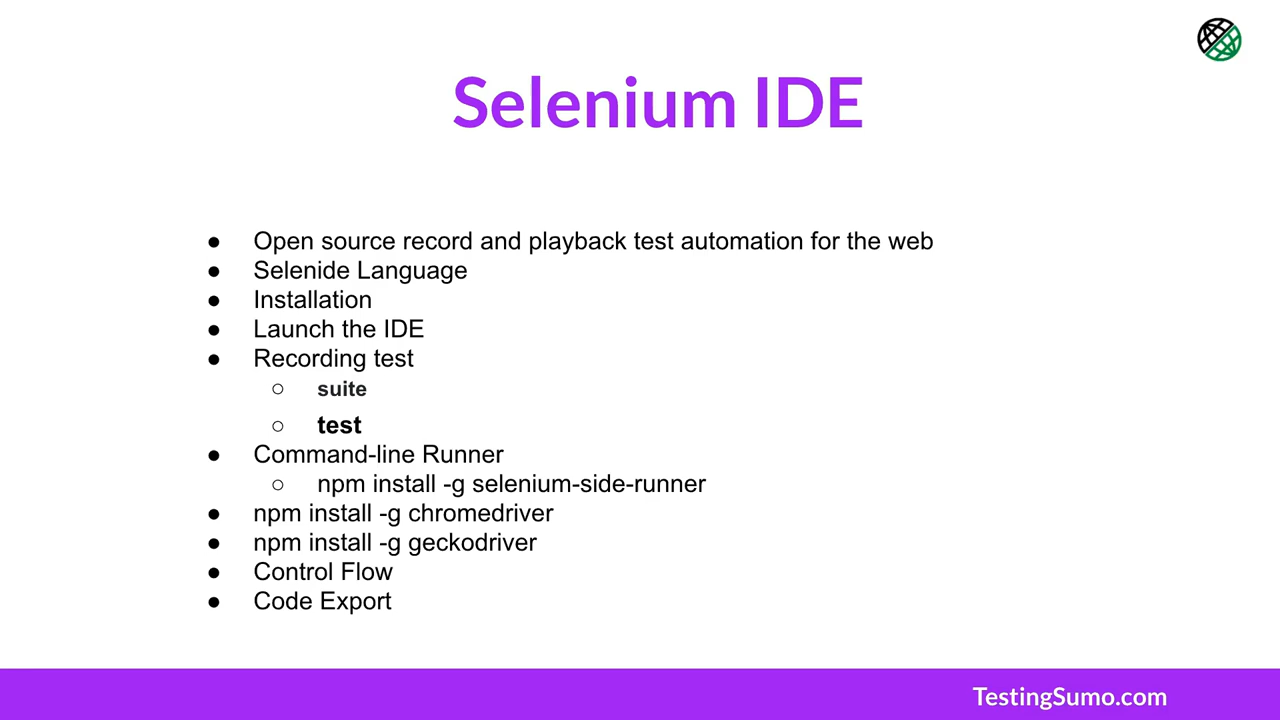 Selenium IDE
● Open source record and playback test automation for the web
● Selenide Language
● Installation
● Launch the IDE
● Recording test
○ suite
○ test
● Command-line Runner
○ npm install -g selenium-side-runner
● npm install -g chromedriver
● npm install -g geckodriver
● Control Flow
● Code Export
TestingSumo.com